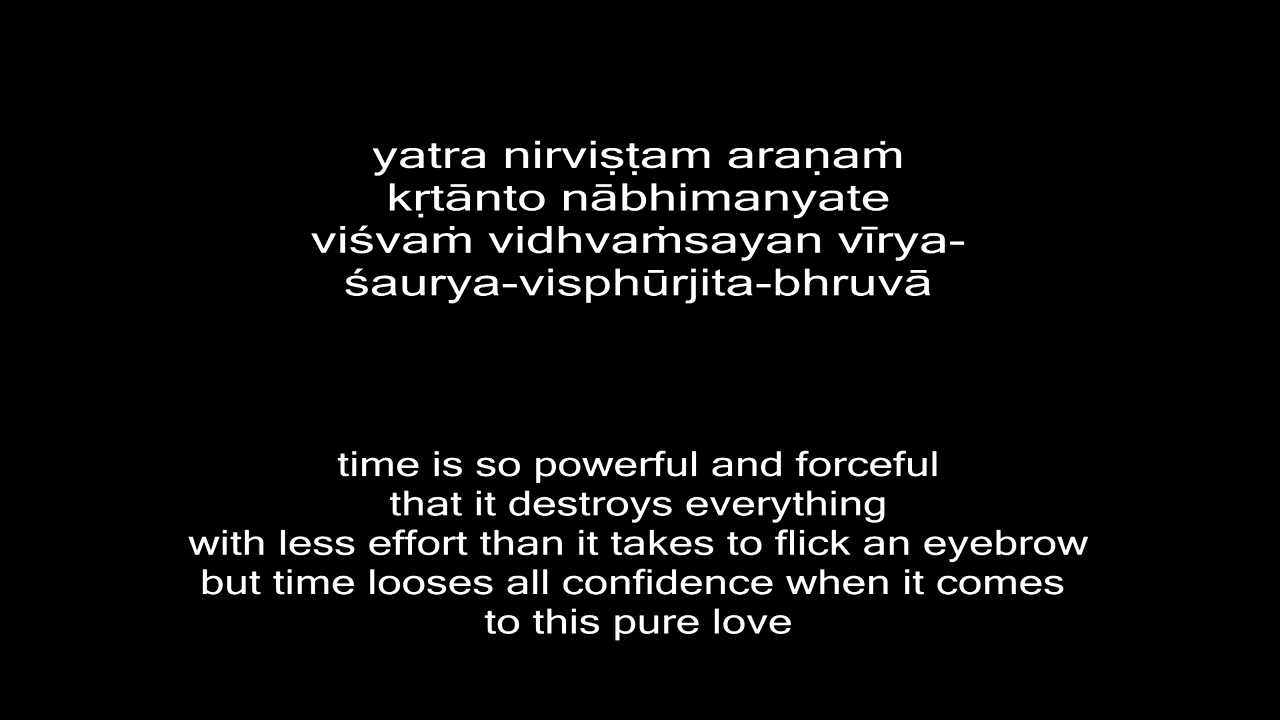 yatra nirviṣṭam araṇaṁ
kṛtānto nābhimanyate
viśvaṁ vidhvaṁsayan vīrya-
śaurya-visphūrjita-bhruvā
time is so powerful and forceful
that it destroys everything
with less effort than it takes to flick an eyebrow
but time looses all confidence when it comes
to this pure love